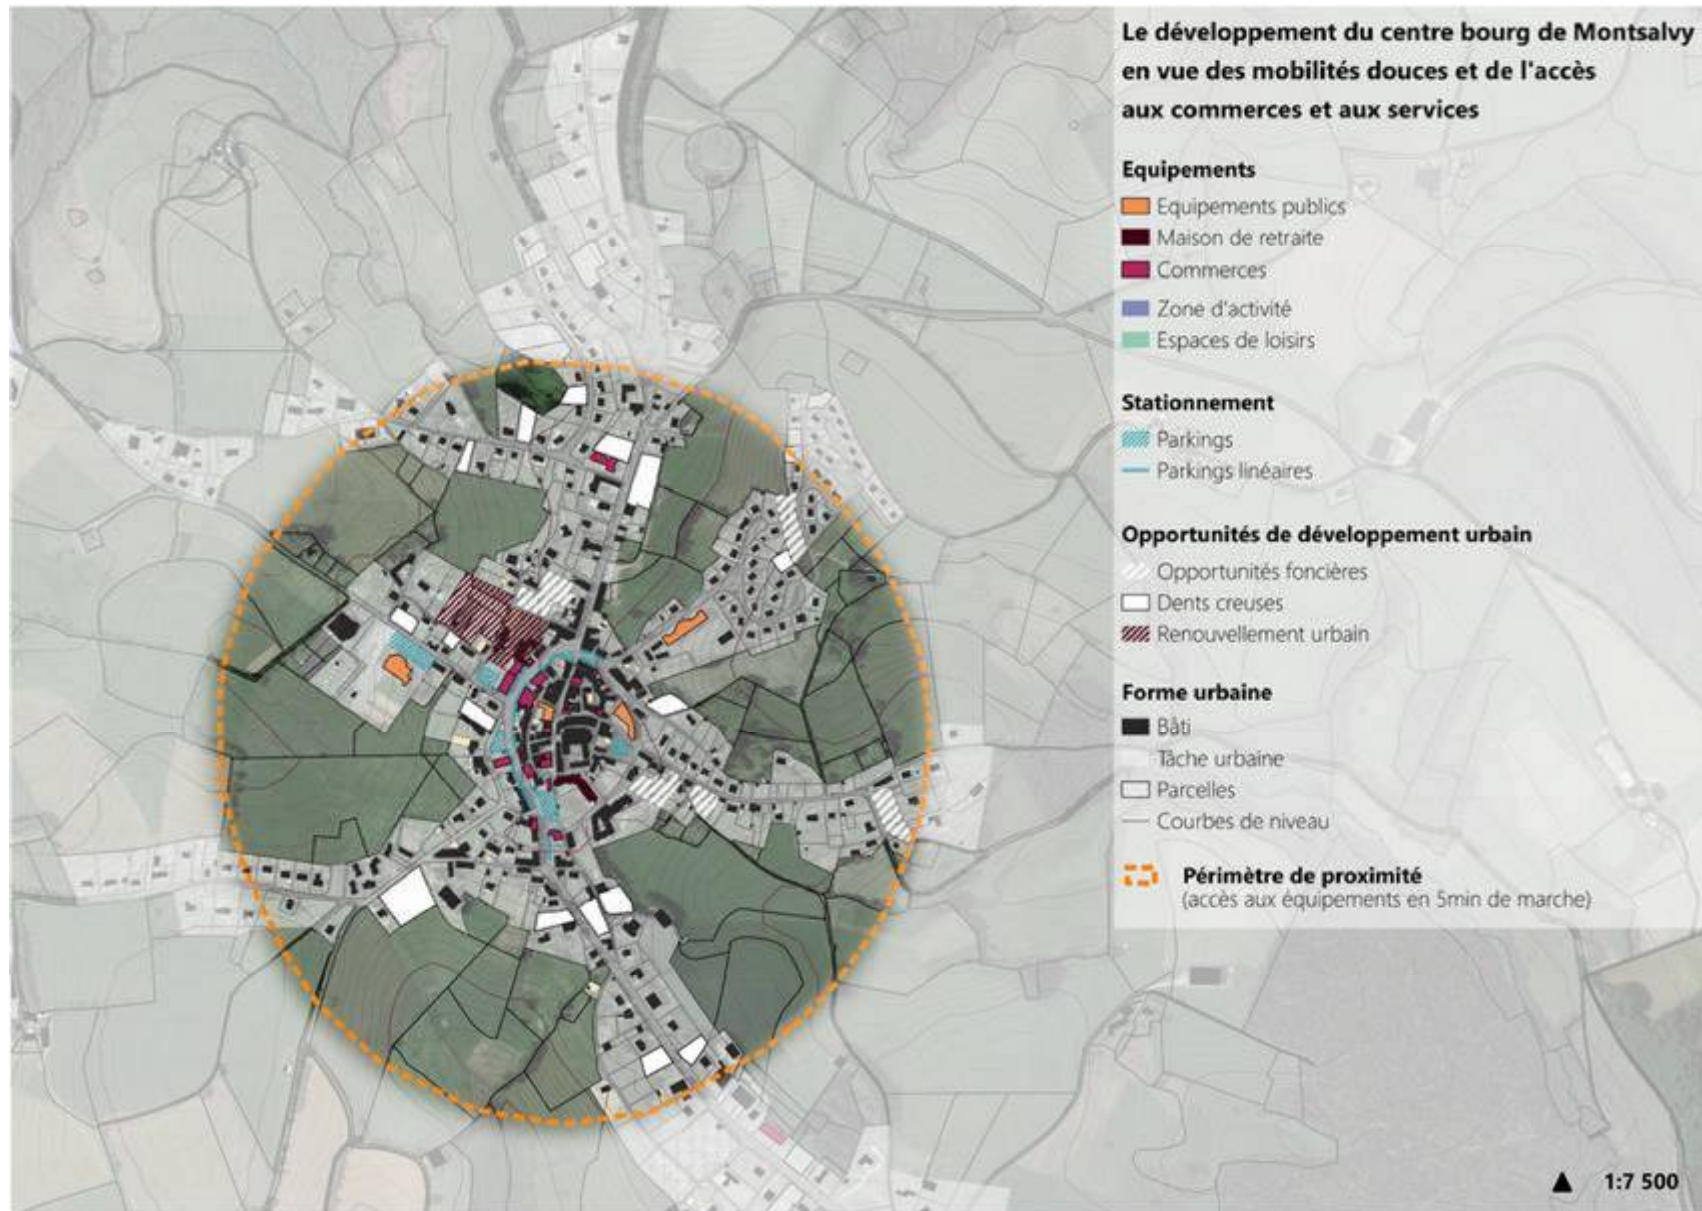 Le développement du centre bourg de Montsalvy
en vue des mobilités douces et de l'accès
aux commerces et aux services
Equipements
Equipements publics
Maison de retraite
Commerces
Zone d'activité
Espaces de loisirs
Stationnement
Parkings
Parkings linéaires
Opportunités de développement urbain
Opportunités foncières
Dents creuses
Renouvellement urbain
Forme urbaine
Bâti
Tâche urbaine
Parcelles
Courbes de niveau
Périmètre de proximité
(accès aux équipements en 5min de marche)
1:7 500